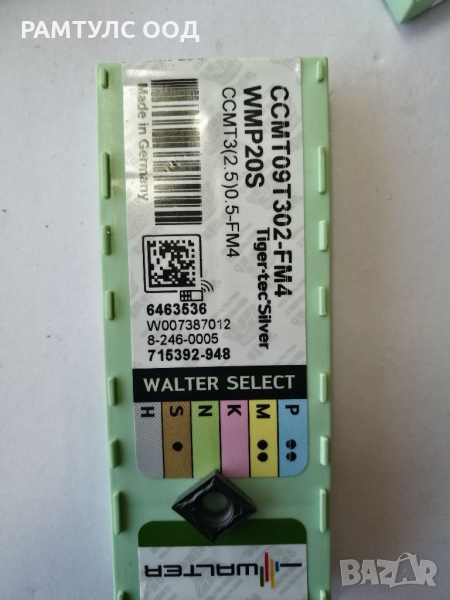 РАМТУЛС ООД
CCMT09T302-FM4
WMP20S Tiger·tec®Silver
CCMT3(2.5)0.5-FM4
Made in Germany
6463536
W007387012
8-246-0005
715392-948
WALTER SELECT
P
M
K
N
S
H
WALTER
BAZAR